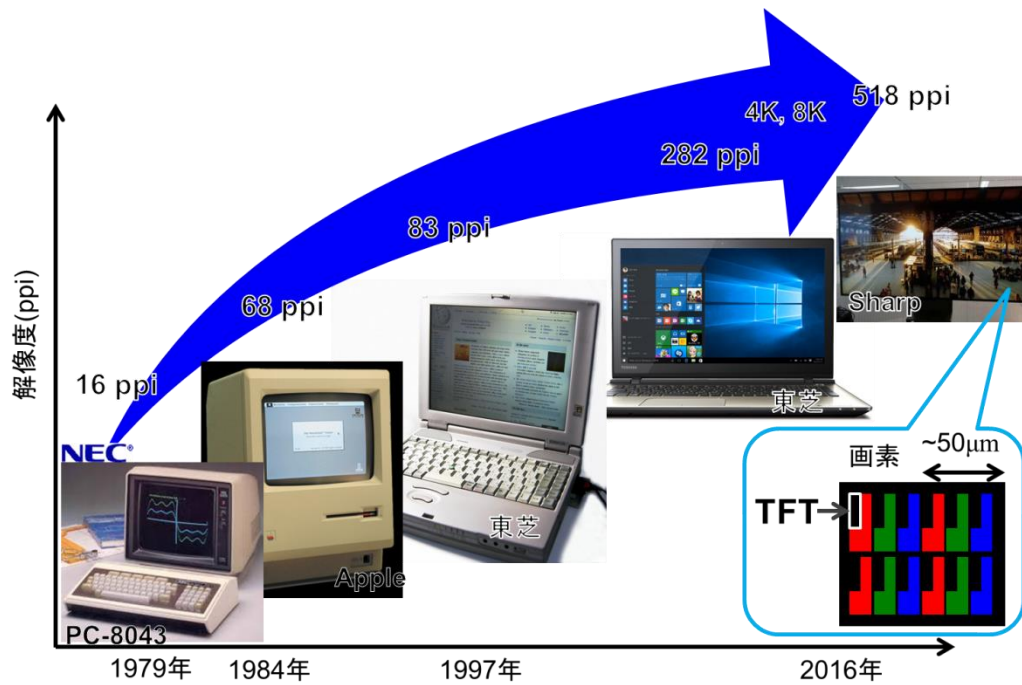 518 ppi
4K, 8K
282 ppi
83 ppi
68 ppi
16 ppi
解像度(ppi)
NEC®
PC-8043
Apple
東芝
東芝
Sharp
画素
~50μm
TFT
1979年
1984年
1997年
2016年